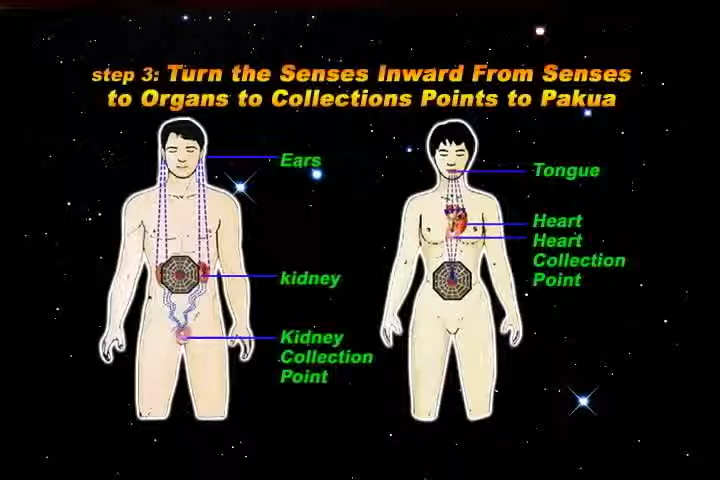 step 3: Turn the Senses Inward From Senses
to Organs to Collections Points to Pakua
Ears
kidney
Kidney
Collection
Point
Tongue
Heart
Heart
Collection
Point